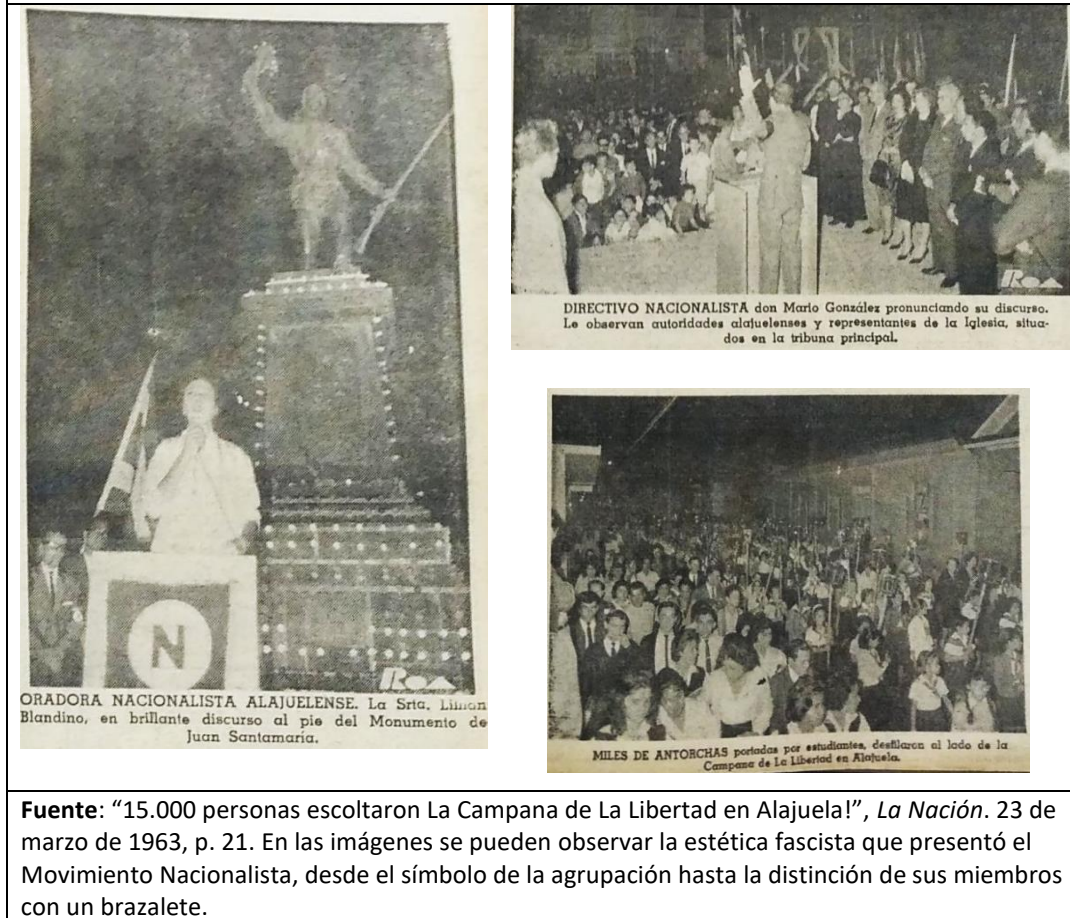 N
Roa
ORADORA NACIONALISTA ALAJUELENSE. La Srta. Lilian
Blandino, en brillante discurso al pie del Monumento de
Juan Santamaría.
Roa
DIRECTIVO NACIONALISTA don Mario González pronunciando su discurso.
Le observan autoridades alajuelenses y representantes de la Iglesia, situa-
dos en la tribuna principal.
MILES DE ANTORCHAS portadas por estudiantes, desfilaron al lado de la
Campana de La Libertad en Alajuela.
Fuente: “15.000 personas escoltaron La Campana de La Libertad en Alajuela!”, La Nación. 23 de
marzo de 1963, p. 21. En las imágenes se pueden observar la estética fascista que presentó el
Movimiento Nacionalista, desde el símbolo de la agrupación hasta la distinción de sus miembros
con un brazalete.